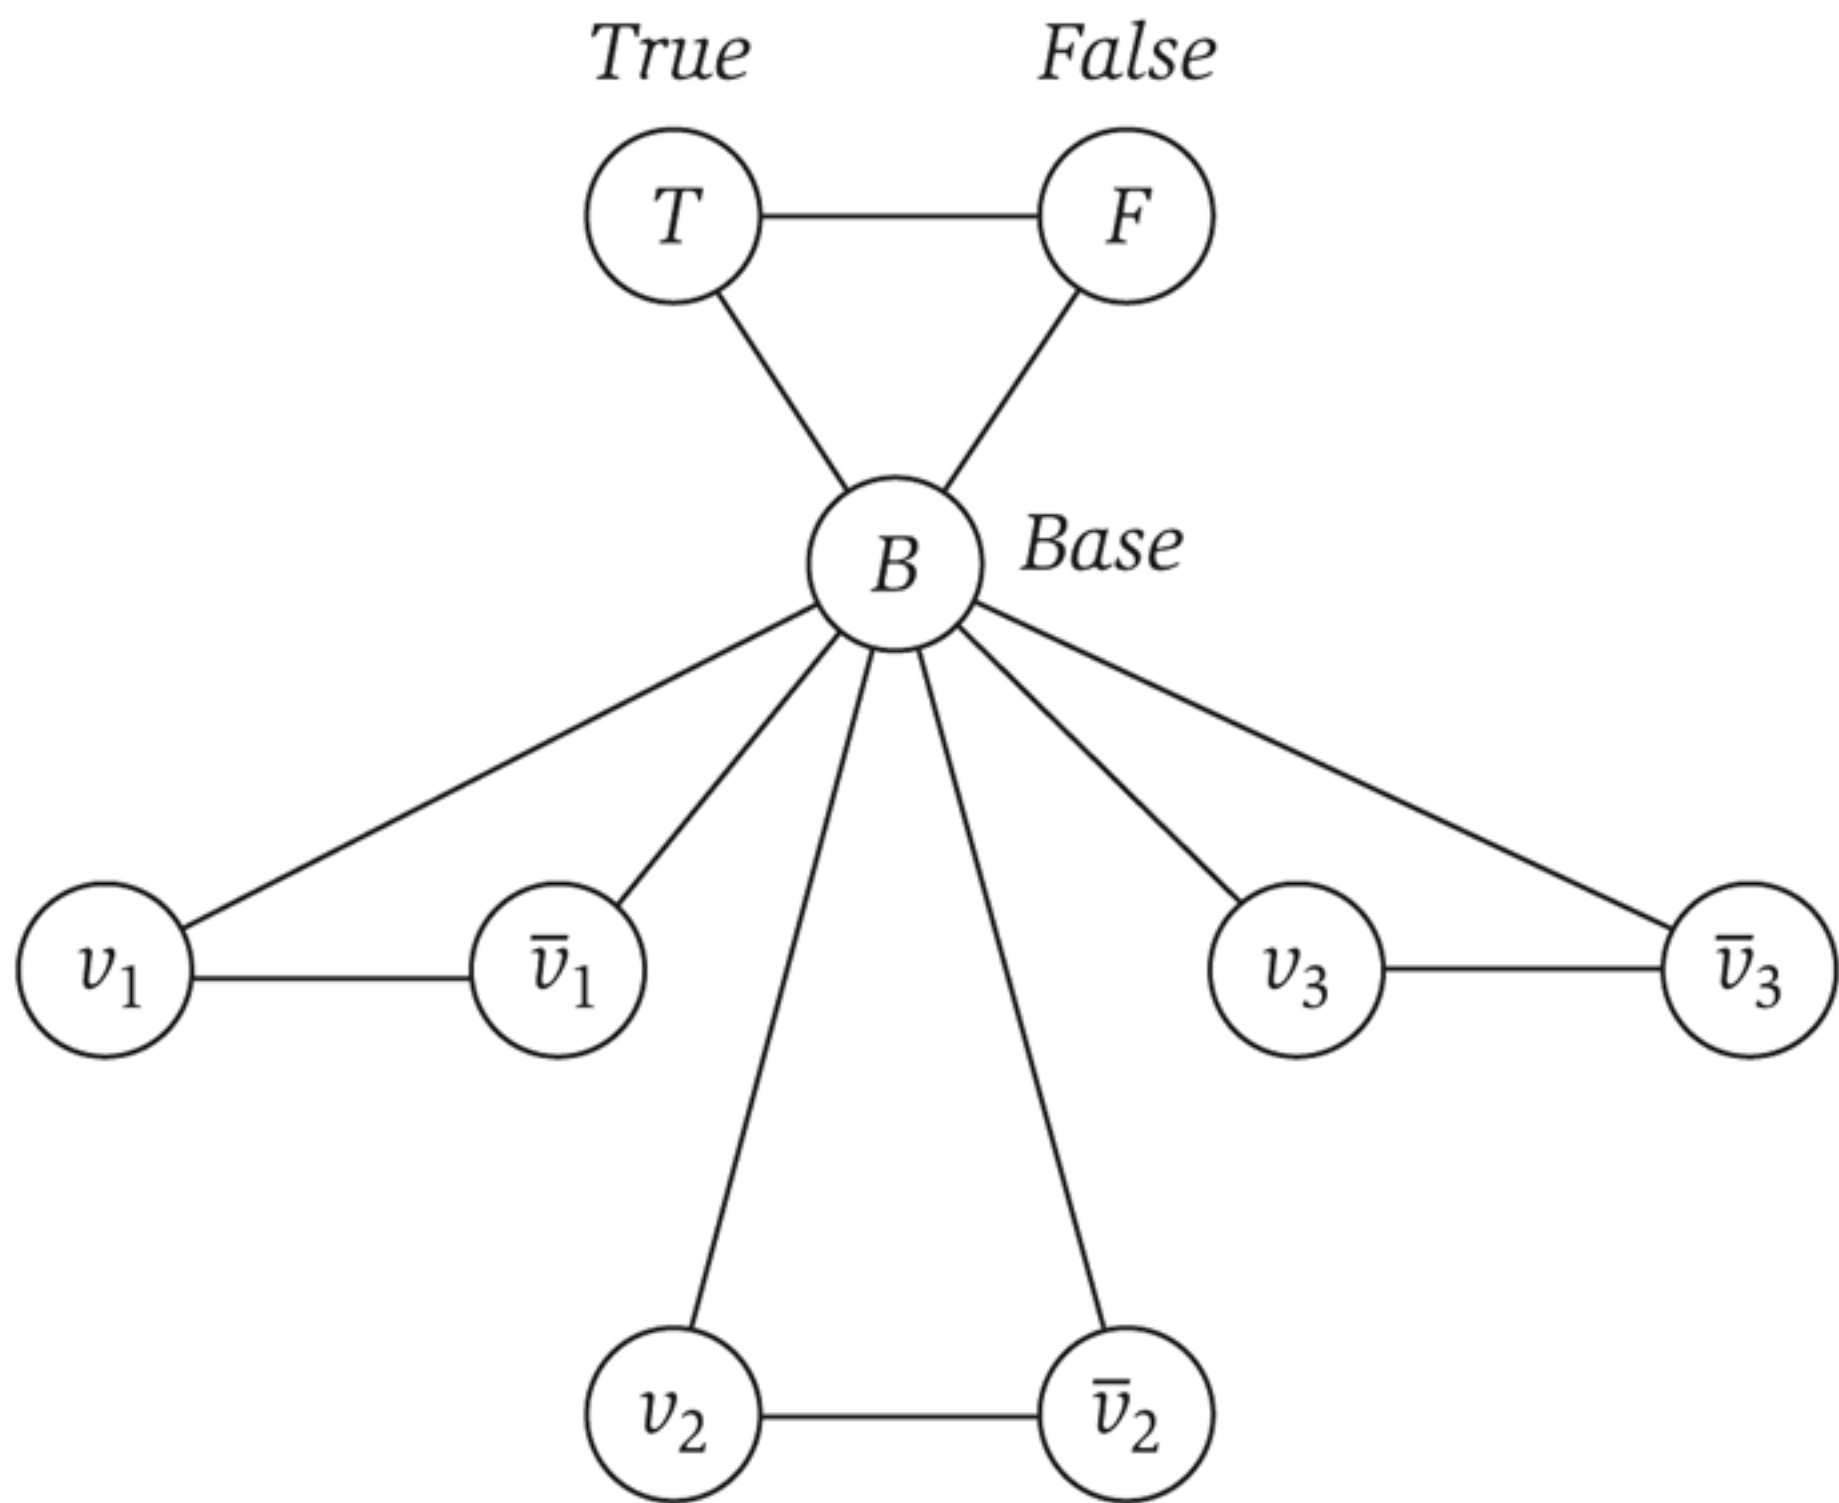 True False
T F
B Base
v₁ v̅₁ v₃ v̅₃
v₂ v̅₂